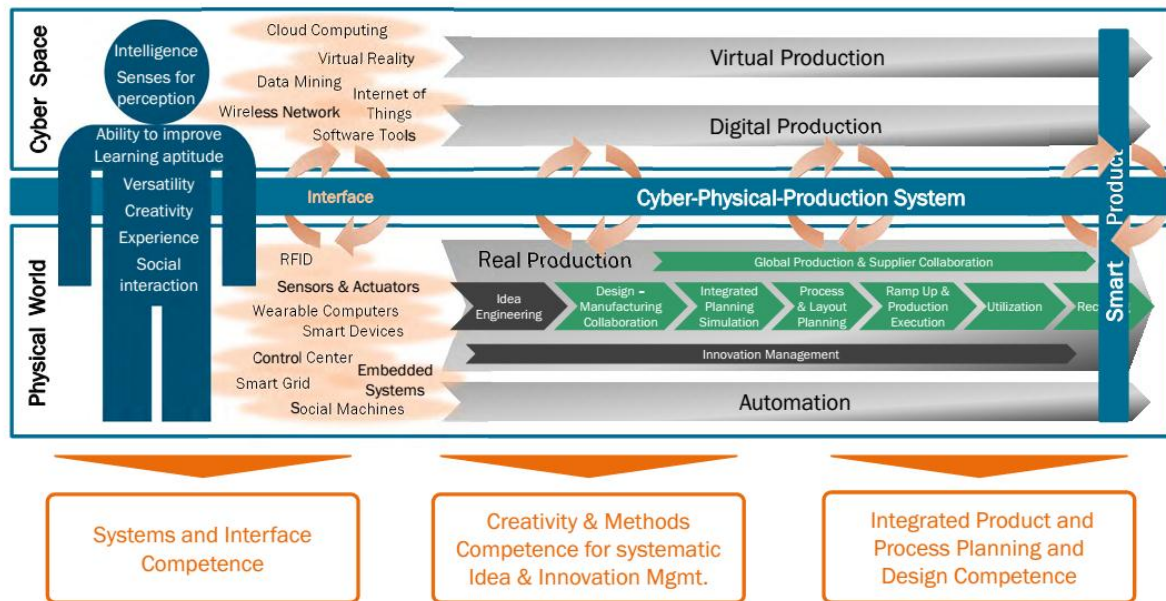 Cyber Space
Intelligence
Senses for
perception
Ability to improve
Learning aptitude
Versatility
Creativity
Experience
Social
interaction
Cloud Computing
Virtual Reality
Data Mining
Internet of
Things
Wireless Network
Software Tools
Virtual Production
Digital Production
Interface
Cyber-Physical-Production System
Smart Product
Physical World
RFID
Sensors & Actuators
Wearable Computers
Smart Devices
Control Center
Embedded
Systems
Smart Grid
Social Machines
Real Production
Global Production & Supplier Collaboration
Idea
Engineering
Design –
Manufacturing
Collaboration
Integrated
Planning
Simulation
Process
& Layout
Planning
Ramp Up &
Production
Execution
Utilization
Innovation Management
Automation
Systems and Interface
Competence
Creativity & Methods
Competence for systematic
Idea & Innovation Mgmt.
Integrated Product and
Process Planning and
Design Competence